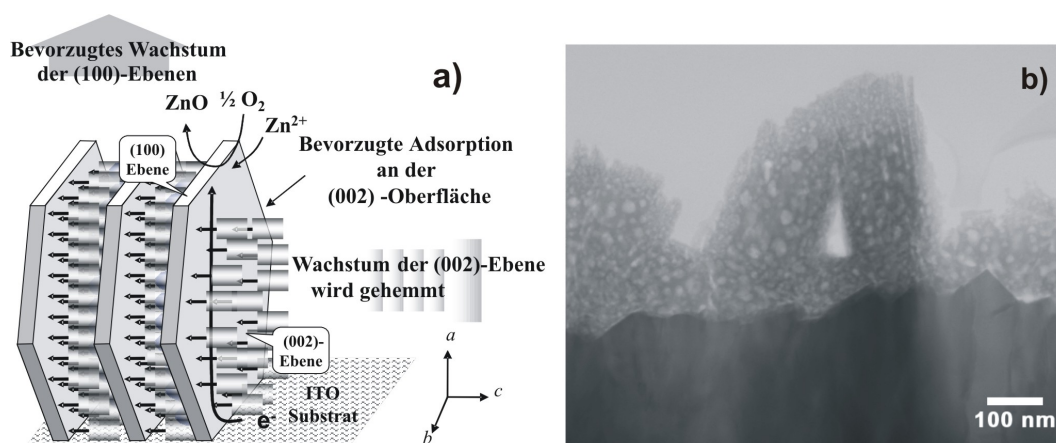 Bevorzugtes Wachstum
der (100)-Ebenen
a)
ZnO ½ O₂
Zn²⁺
(100)
Ebene
Bevorzugte Adsorption
an der
(002) -Oberfläche
Wachstum der (002)-Ebene
wird gehemmt
(002)-
Ebene
a
c
b
ITO
Substrat
e-
b)
100 nm